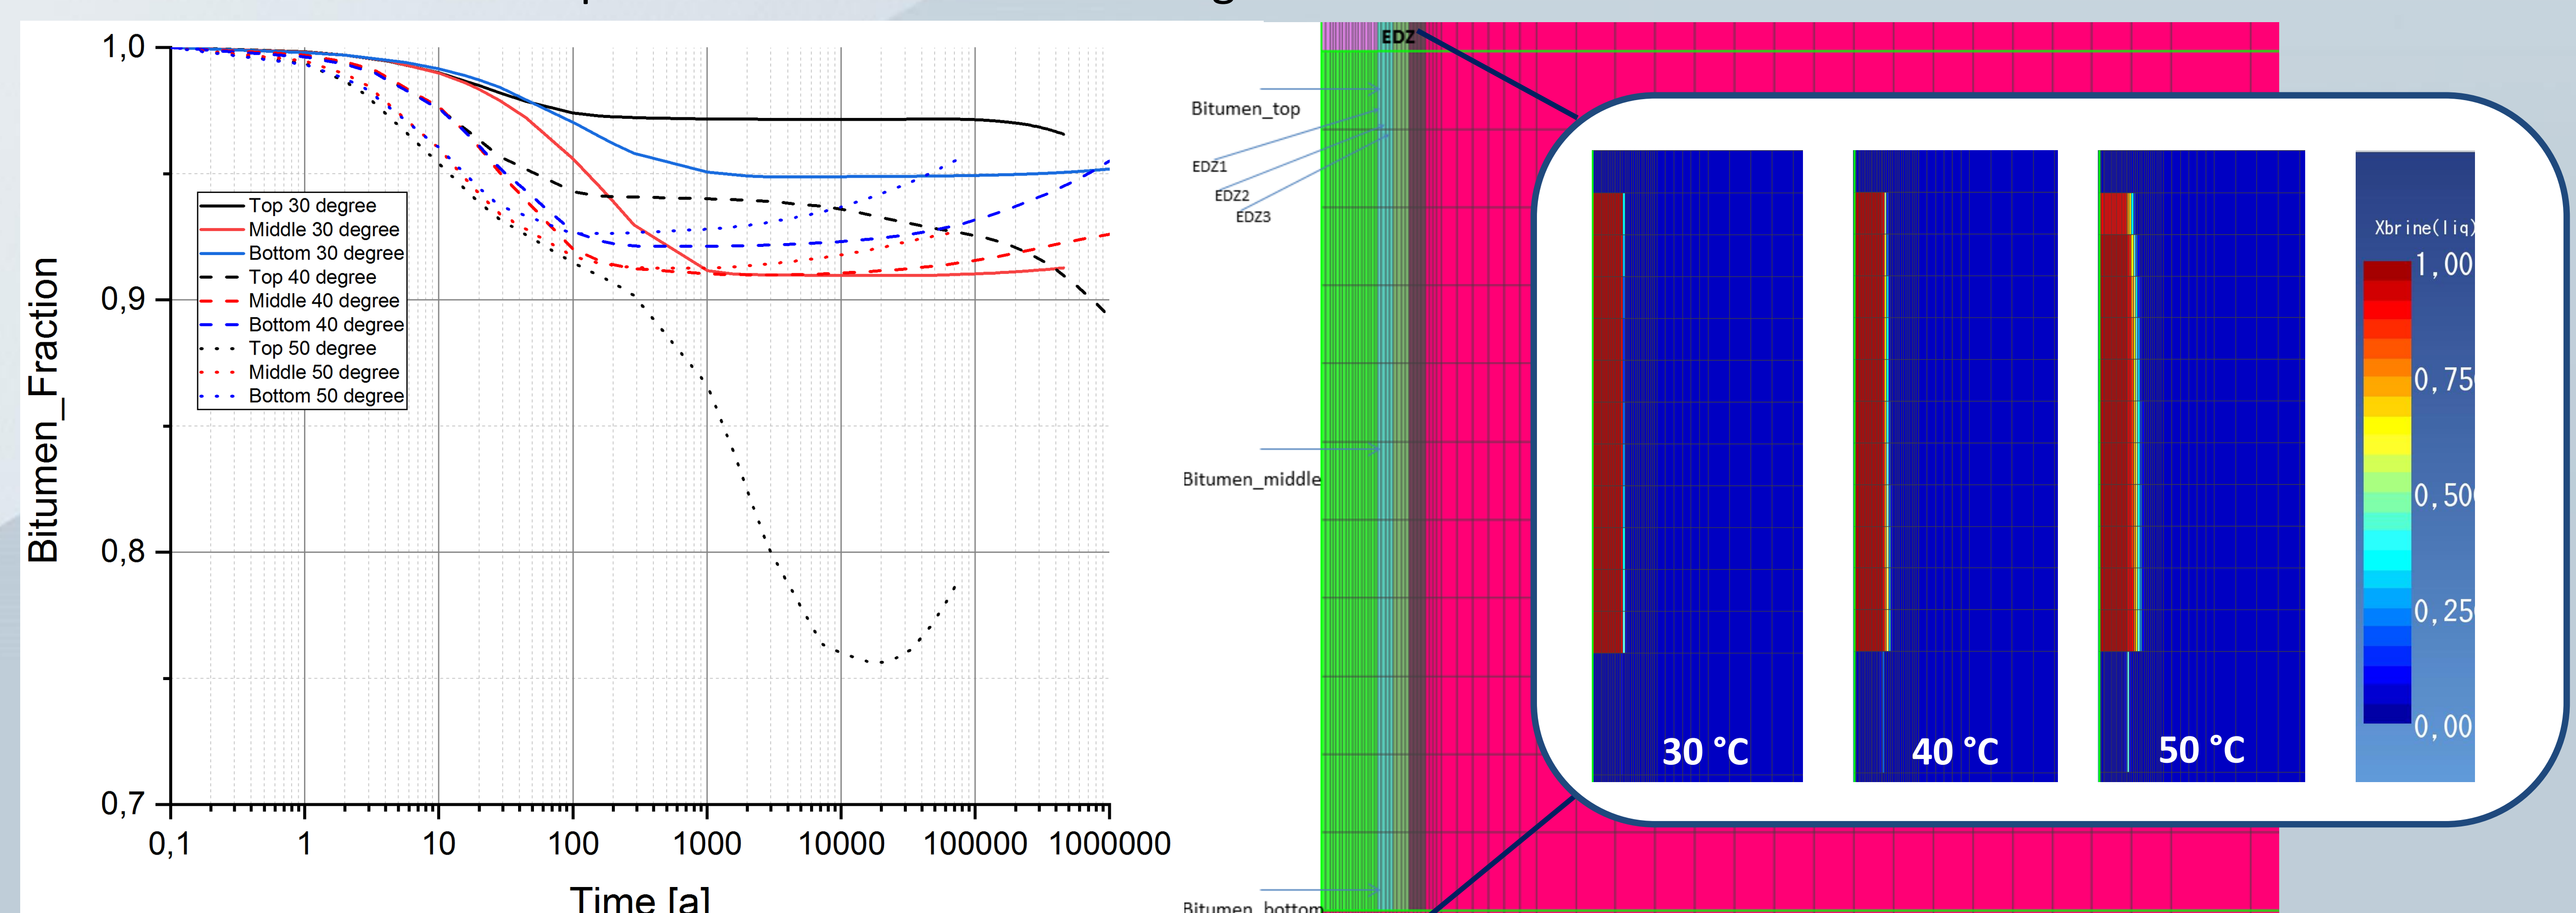 1,0
0,9
0,8
0,7
Bitumen_Fraction
Top 30 degree
Middle 30 degree
Bottom 30 degree
Top 40 degree
Middle 40 degree
Bottom 40 degree
Top 50 degree
Middle 50 degree
Bottom 50 degree
0,1 1 10 100 1000 10000 100000 1000000
Time [a]
EDZ
Bitumen_top
EDZ1
EDZ2
EDZ3
Bitumen_middle
Bitumen_bottom
30 °C
40 °C
50 °C
Xbrine(liq)
1,00
0,75
0,50
0,25
0,00